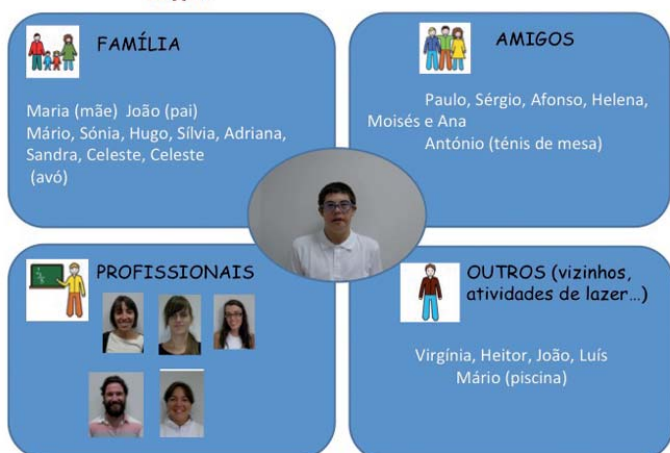 FAMÍLIA
Maria (mãe)  João (pai)
Mário, Sónia, Hugo, Sílvia, Adriana,
Sandra, Celeste, Celeste
(avó)
AMIGOS
Paulo, Sérgio, Afonso, Helena,
Moisés e Ana
António (ténis de mesa)
PROFISSIONAIS
OUTROS (vizinhos,
atividades de lazer...)
Virgínia, Heitor, João, Luís
Mário (piscina)